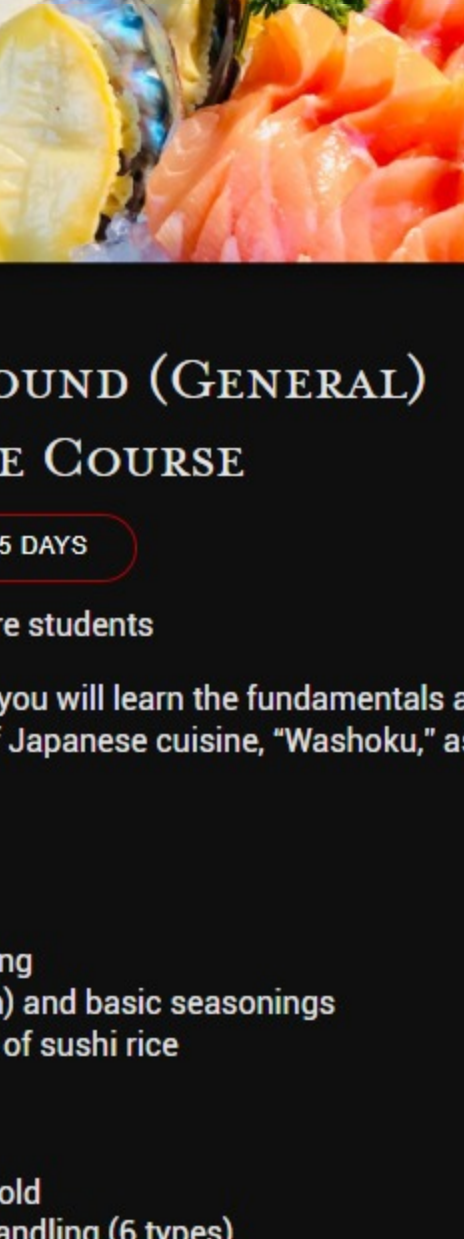 OUND (GENERAL)
E COURSE
5 DAYS
re students
you will learn the fundamentals a
f Japanese cuisine, “Washoku,” as
ng
) and basic seasonings
of sushi rice
old
andling (6 types)